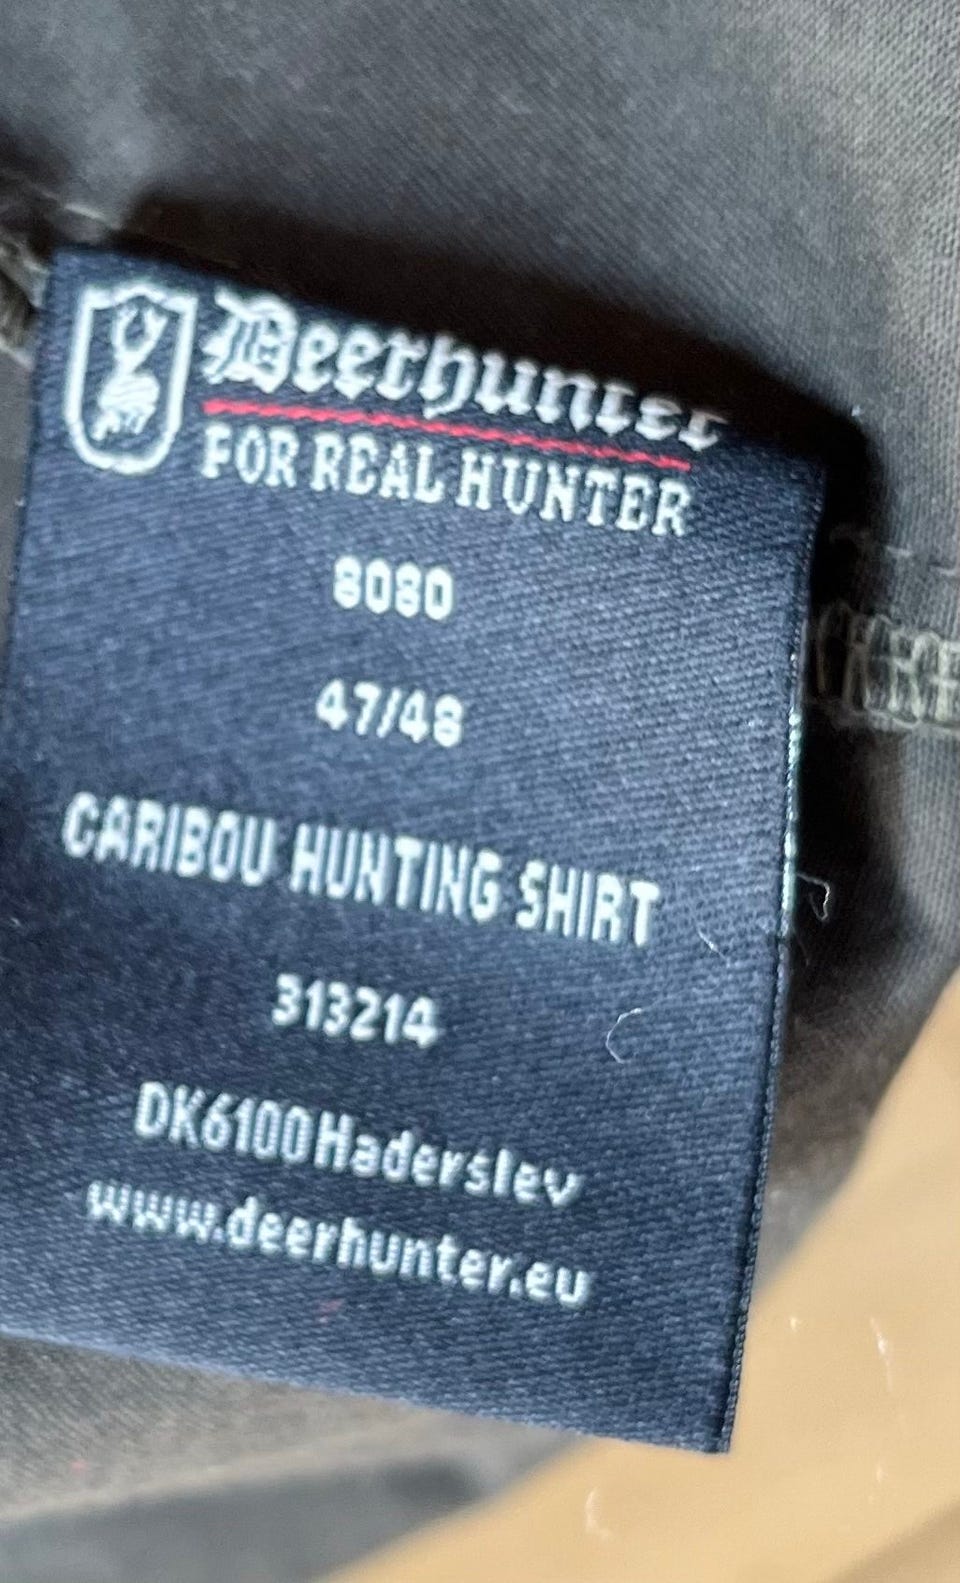 Deerhunter
FOR REAL HUNTER
8080
47/48
CARIBOU HUNTING SHIRT
313214
DK6100Haderslev
www.deerhunter.eu